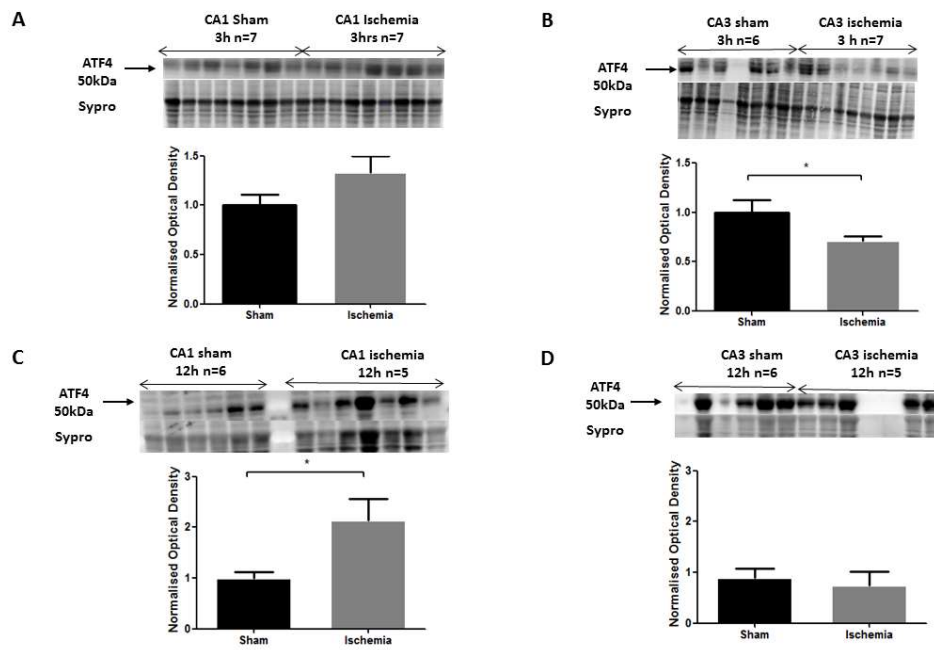 A
CA1 Sham
3h n=7
CA1 Ischemia
3hrs n=7
ATF4
50kDa
Sypro
Normalised Optical Density
1.5
1.0
0.5
0.0
Sham
Ischemia
B
CA3 sham
3h n=6
CA3 ischemia
3 h n=7
ATF4
50kDa
Sypro
Normalised Optical Density
1.5
1.0
0.5
0.0
*
Sham
Ischemia
C
CA1 sham
12h n=6
CA1 ischemia
12h n=5
ATF4
50kDa
Sypro
Normalised Optical Density
3
2
1
0
*
Sham
Ischemia
D
CA3 sham
12h n=6
CA3 ischemia
12h n=5
ATF4
50kDa
Sypro
Normalised Optical Density
3
2
1
0
Sham
Ischemia